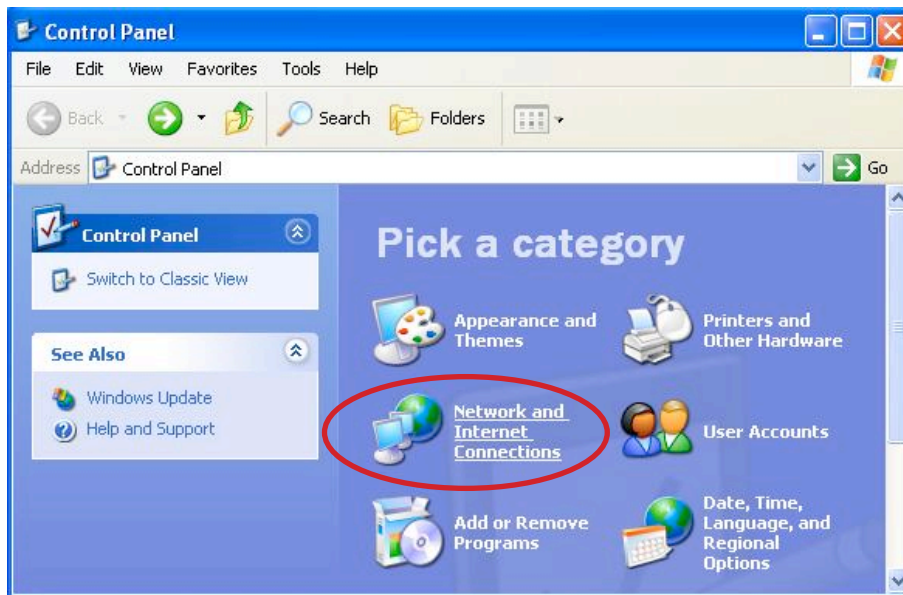 Control Panel
File Edit View Favorites Tools Help
Back Search Folders
Address Control Panel Go
Control Panel
Switch to Classic View
See Also
Windows Update
Help and Support
Pick a category
Appearance and
Themes
Printers and
Other Hardware
Network and
Internet
Connections
User Accounts
Add or Remove
Programs
Date, Time,
Language, and
Regional
Options